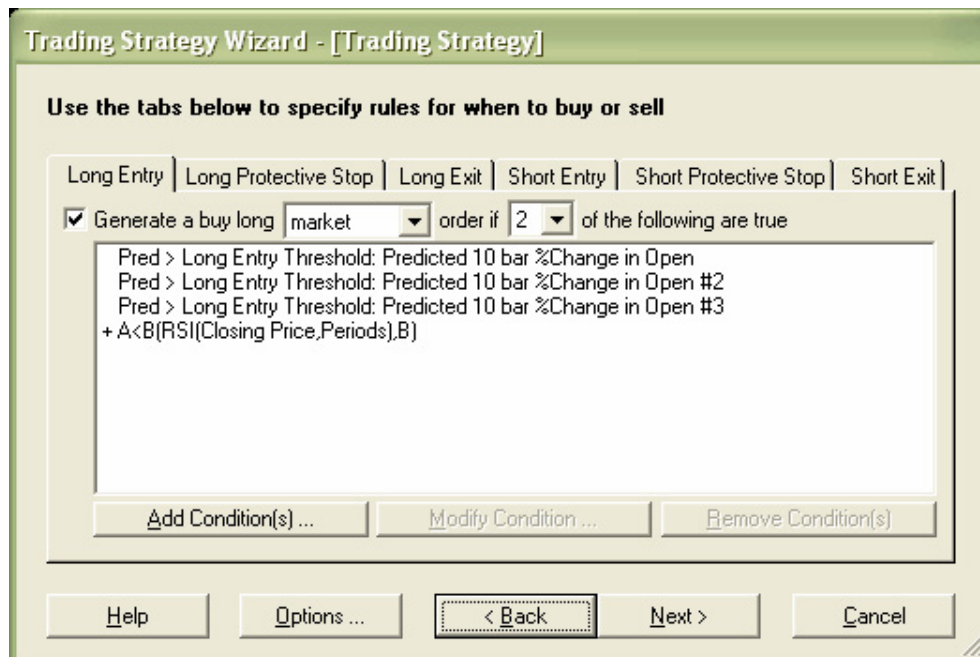 Trading Strategy Wizard - [Trading Strategy]
Use the tabs below to specify rules for when to buy or sell
Long Entry Long Protective Stop Long Exit Short Entry Short Protective Stop Short Exit
Generate a buy long market order if 2 of the following are true
Pred > Long Entry Threshold: Predicted 10 bar %Change in Open
Pred > Long Entry Threshold: Predicted 10 bar %Change in Open #2
Pred > Long Entry Threshold: Predicted 10 bar %Change in Open #3
+ A<B(RSI(Closing Price,Periods),B)
Add Condition(s) ... Modify Condition ... Remove Condition(s)
Help Options ... < Back Next > Cancel